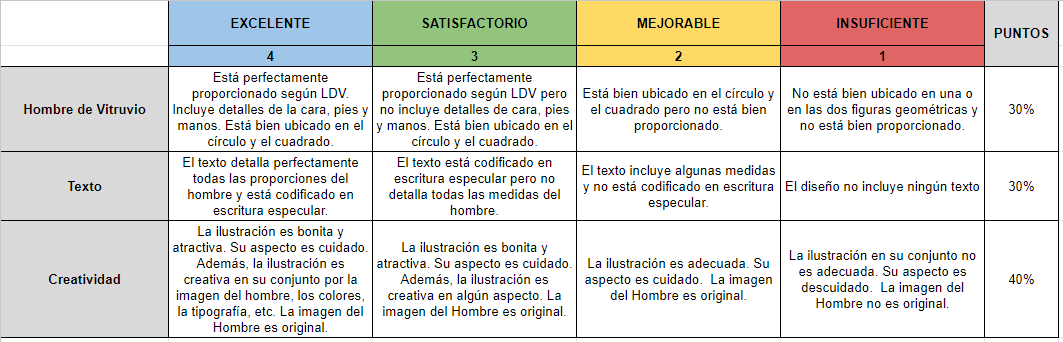 EXCELENTE SATISFACTORIO MEJORABLE INSUFICIENTE PUNTOS
4 3 2 1
Hombre de Vitruvio
Está perfectamente
proporcionado según LDV.
Incluye detalles de la cara, pies y
manos. Está bien ubicado en el
círculo y el cuadrado.
Está perfectamente
proporcionado según LDV pero
no incluye detalles de cara, pies
y manos. Está bien ubicado en el
círculo y el cuadrado.
Está bien ubicado en el círculo y
el cuadrado pero no está bien
proporcionado.
No está bien ubicado en una o
en las dos figuras geométricas y
no está bien proporcionado.
30%
Texto
El texto detalla perfectamente
todas las proporciones del
hombre y está codificado en
escritura especular.
El texto está codificado en
escritura especular pero no
detalla todas las medidas del
hombre.
El texto incluye algunas medidas
y no está codificado en escritura
especular.
El diseño no incluye ningún texto
30%
Creatividad
La ilustración es bonita y
atractiva. Su aspecto es cuidado.
Además, la ilustración es
creativa en su conjunto por la
imagen del hombre, los colores,
la tipografía, etc. La imagen del
Hombre es original.
La ilustración es bonita y
atractiva. Su aspecto es cuidado.
Además, la ilustración es
creativa en algún aspecto. La
imagen del Hombre es original.
La ilustración es adecuada. Su
aspecto es cuidado. La imagen
del Hombre es original.
La ilustración en su conjunto no
es adecuada. Su aspecto es
descuidado. La imagen del
Hombre no es original.
40%